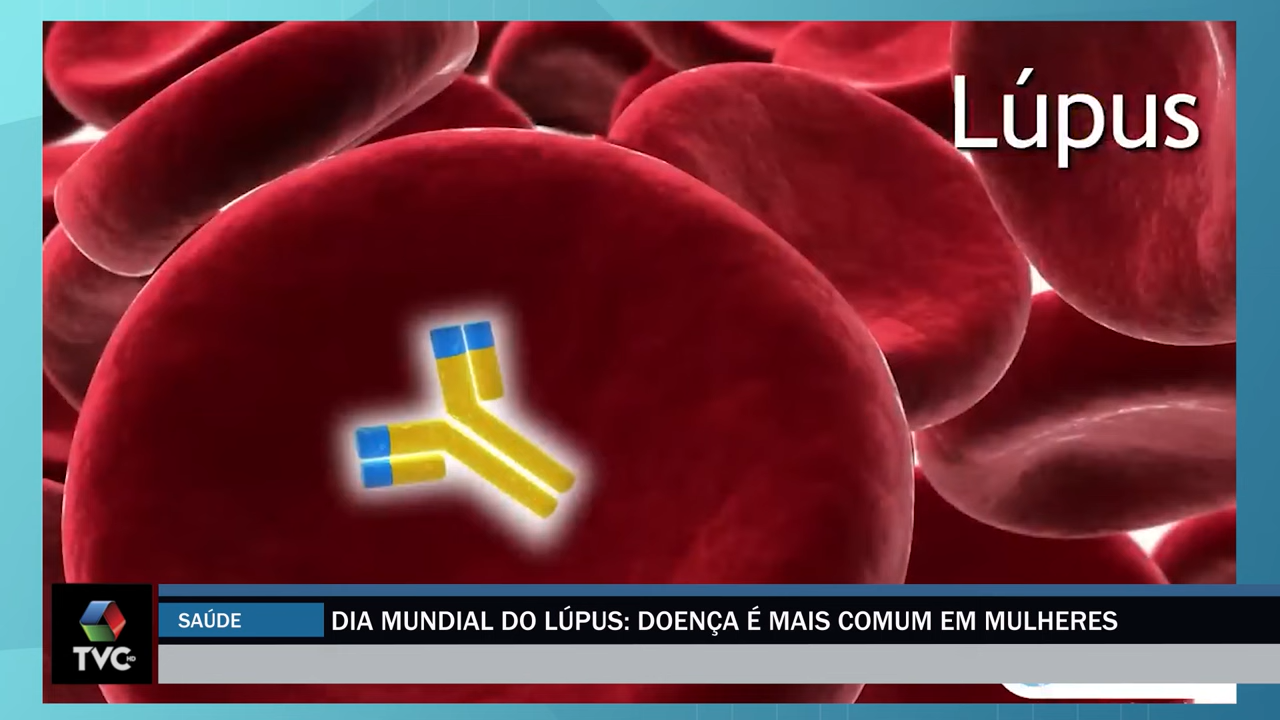 Lúpus
SAÚDE
DIA MUNDIAL DO LÚPUS: DOENÇA É MAIS COMUM EM MULHERES
TVC HD